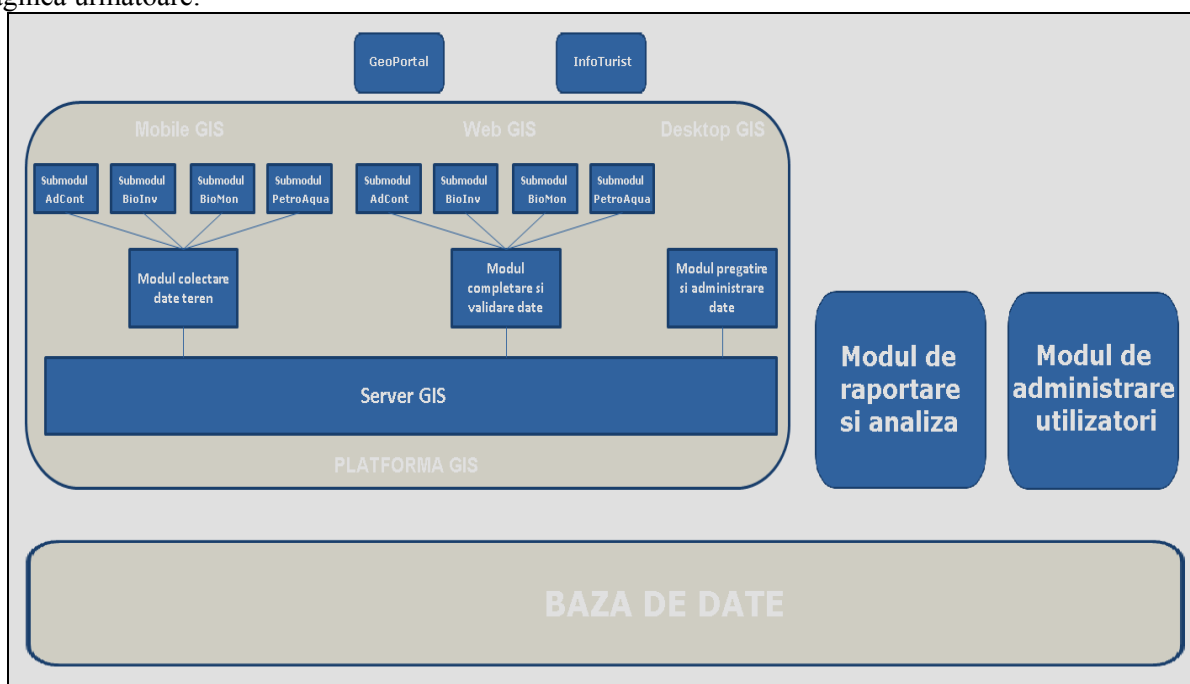 GeoPortal
InfoTurist
Mobile GIS
Web GIS
Desktop GIS
Submodul
AdCont
Submodul
BioInv
Submodul
BioMon
Submodul
PetroAqua
Submodul
AdCont
Submodul
BioInv
Submodul
BioMon
Submodul
PetroAqua
Modul colectare
date teren
Modul
completare si
validare date
Modul pregatire
si administrare
date
Server GIS
PLATFORMA GIS
Modul de
raportare
si analiza
Modul de
administrare
utilizatori
BAZA DE DATE